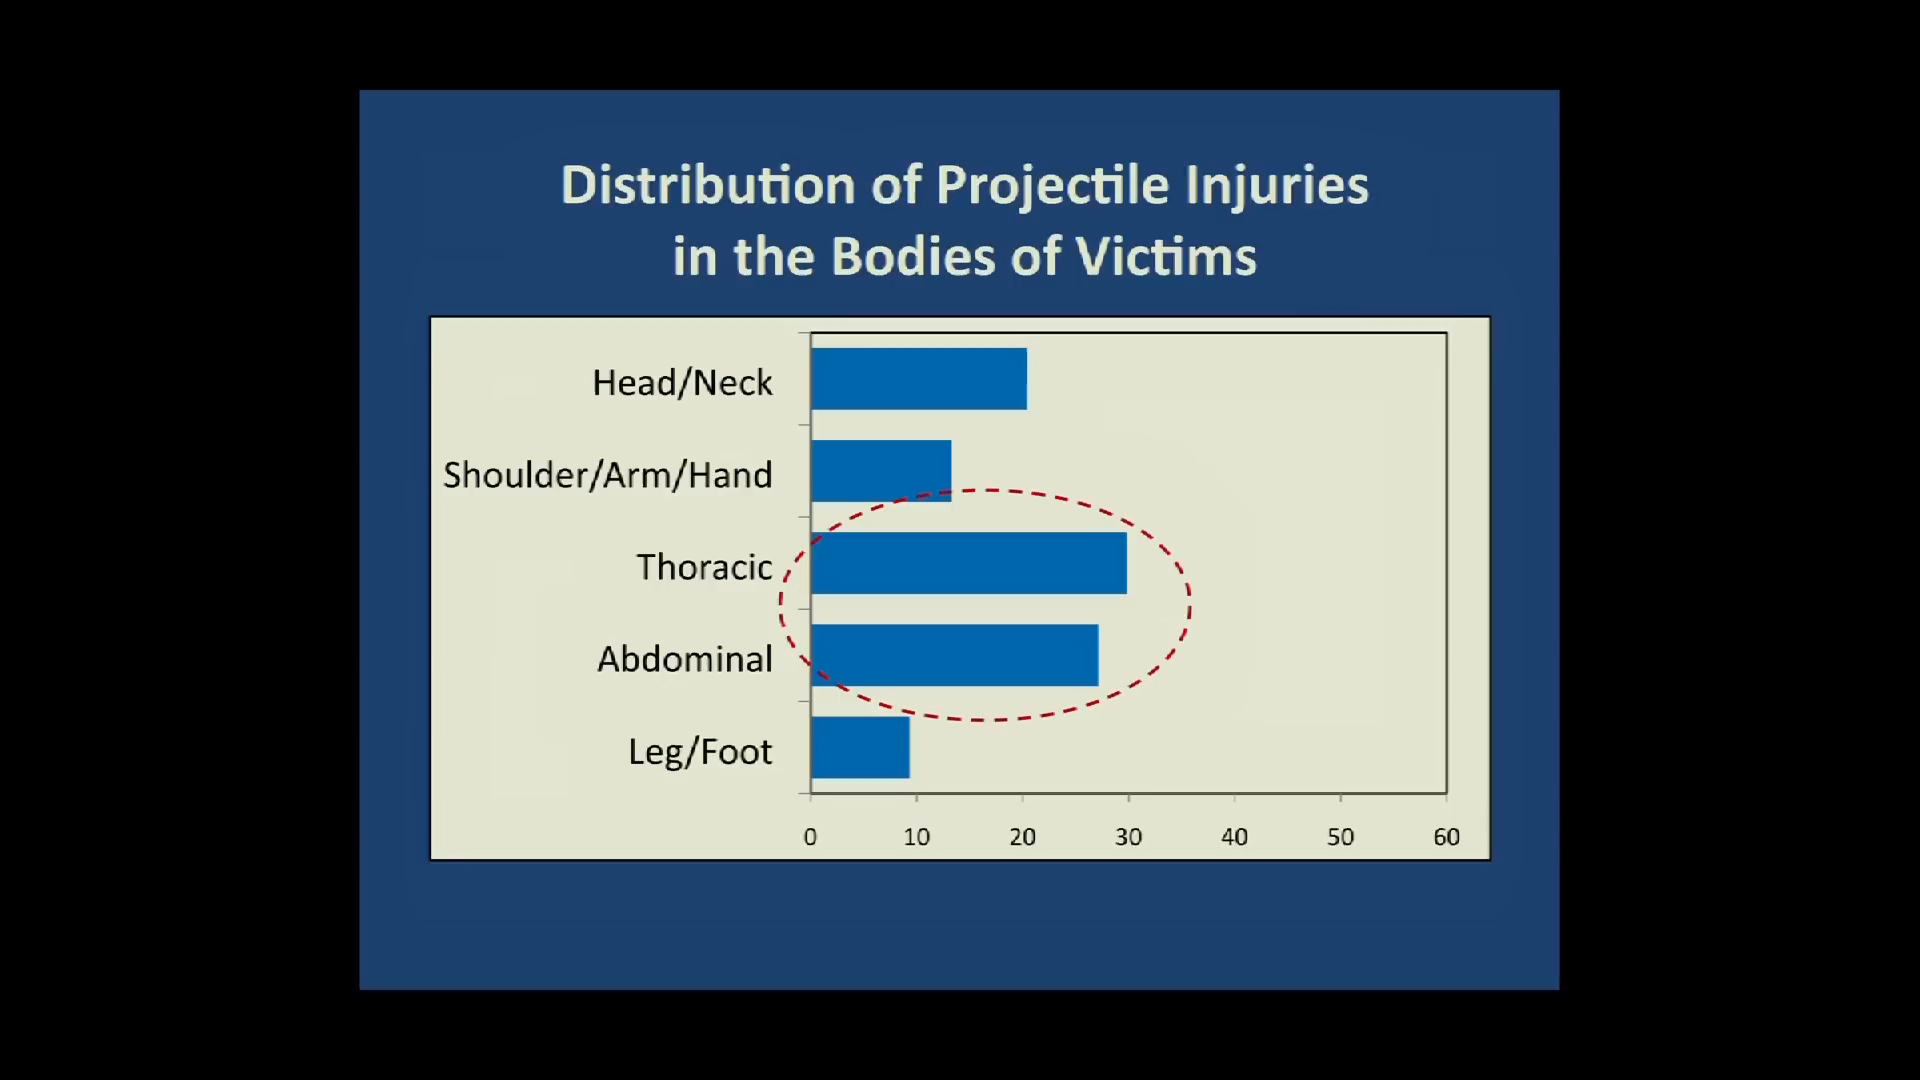 Distribution of Projectile Injuries
in the Bodies of Victims
Head/Neck
Shoulder/Arm/Hand
Thoracic
Abdominal
Leg/Foot
0 10 20 30 40 50 60